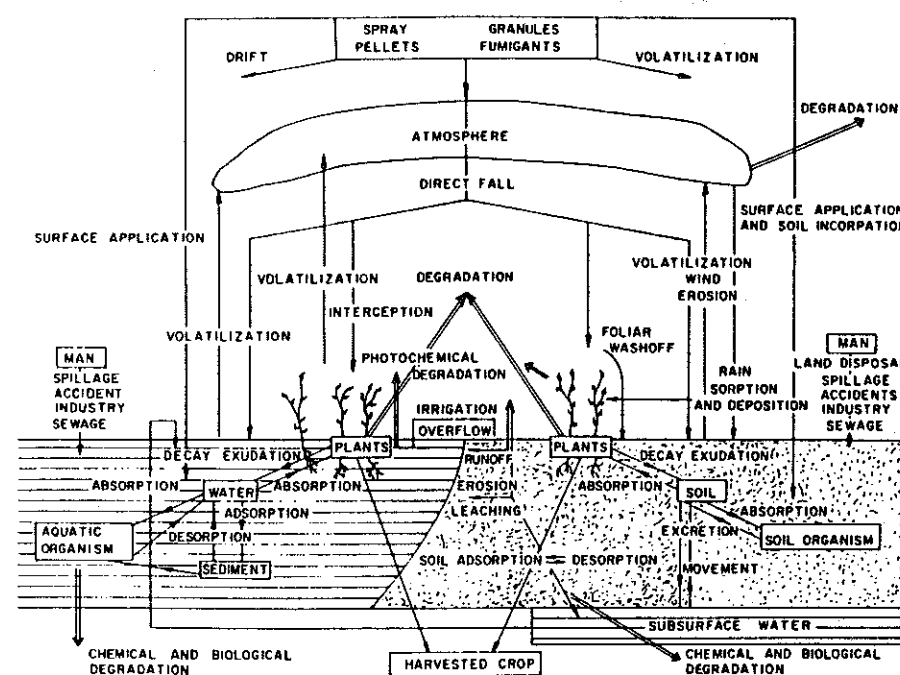 SPRAY
PELLETS
GRANULES
FUMIGANTS
DRIFT
VOLATILIZATION
DEGRADATION
ATMOSPHERE
DIRECT FALL
SURFACE APPLICATION
SURFACE APPLICATION
AND SOIL INCORPATION
VOLATILIZATION
DEGRADATION
VOLATILIZATION
WIND
EROSION
INTERCEPTION
VOLATILIZATION
FOLIAR
WASHOFF
MAN
SPILLAGE
ACCIDENT
INDUSTRY
SEWAGE
PHOTOCHEMICAL
DEGRADATION
RAIN
SORPTION
AND DEPOSITION
MAN
LAND DISPOSA
SPILLAGE
ACCIDENTS
INDUSTRY
SEWAGE
IRRIGATION
OVERFLOW
PLANTS
PLANTS
DECAY EXUDATION
RUNOFF
EROSION
LEACHING
DECAY EXUDATION
ABSORPTION
WATER
ABSORPTION
ABSORPTION
SOIL
ADSORPTION
ABSORPTION
AQUATIC
ORGANISM
DESORPTION
EXCRETION
SOIL ORGANISM
SEDIMENT
SOIL ADSORPTION
DESORPTION
MOVEMENT
SUBSURFACE WATER
CHEMICAL AND BIOLOGICAL
DEGRADATION
HARVESTED CROP
CHEMICAL AND BIOLOGICAL
DEGRADATION